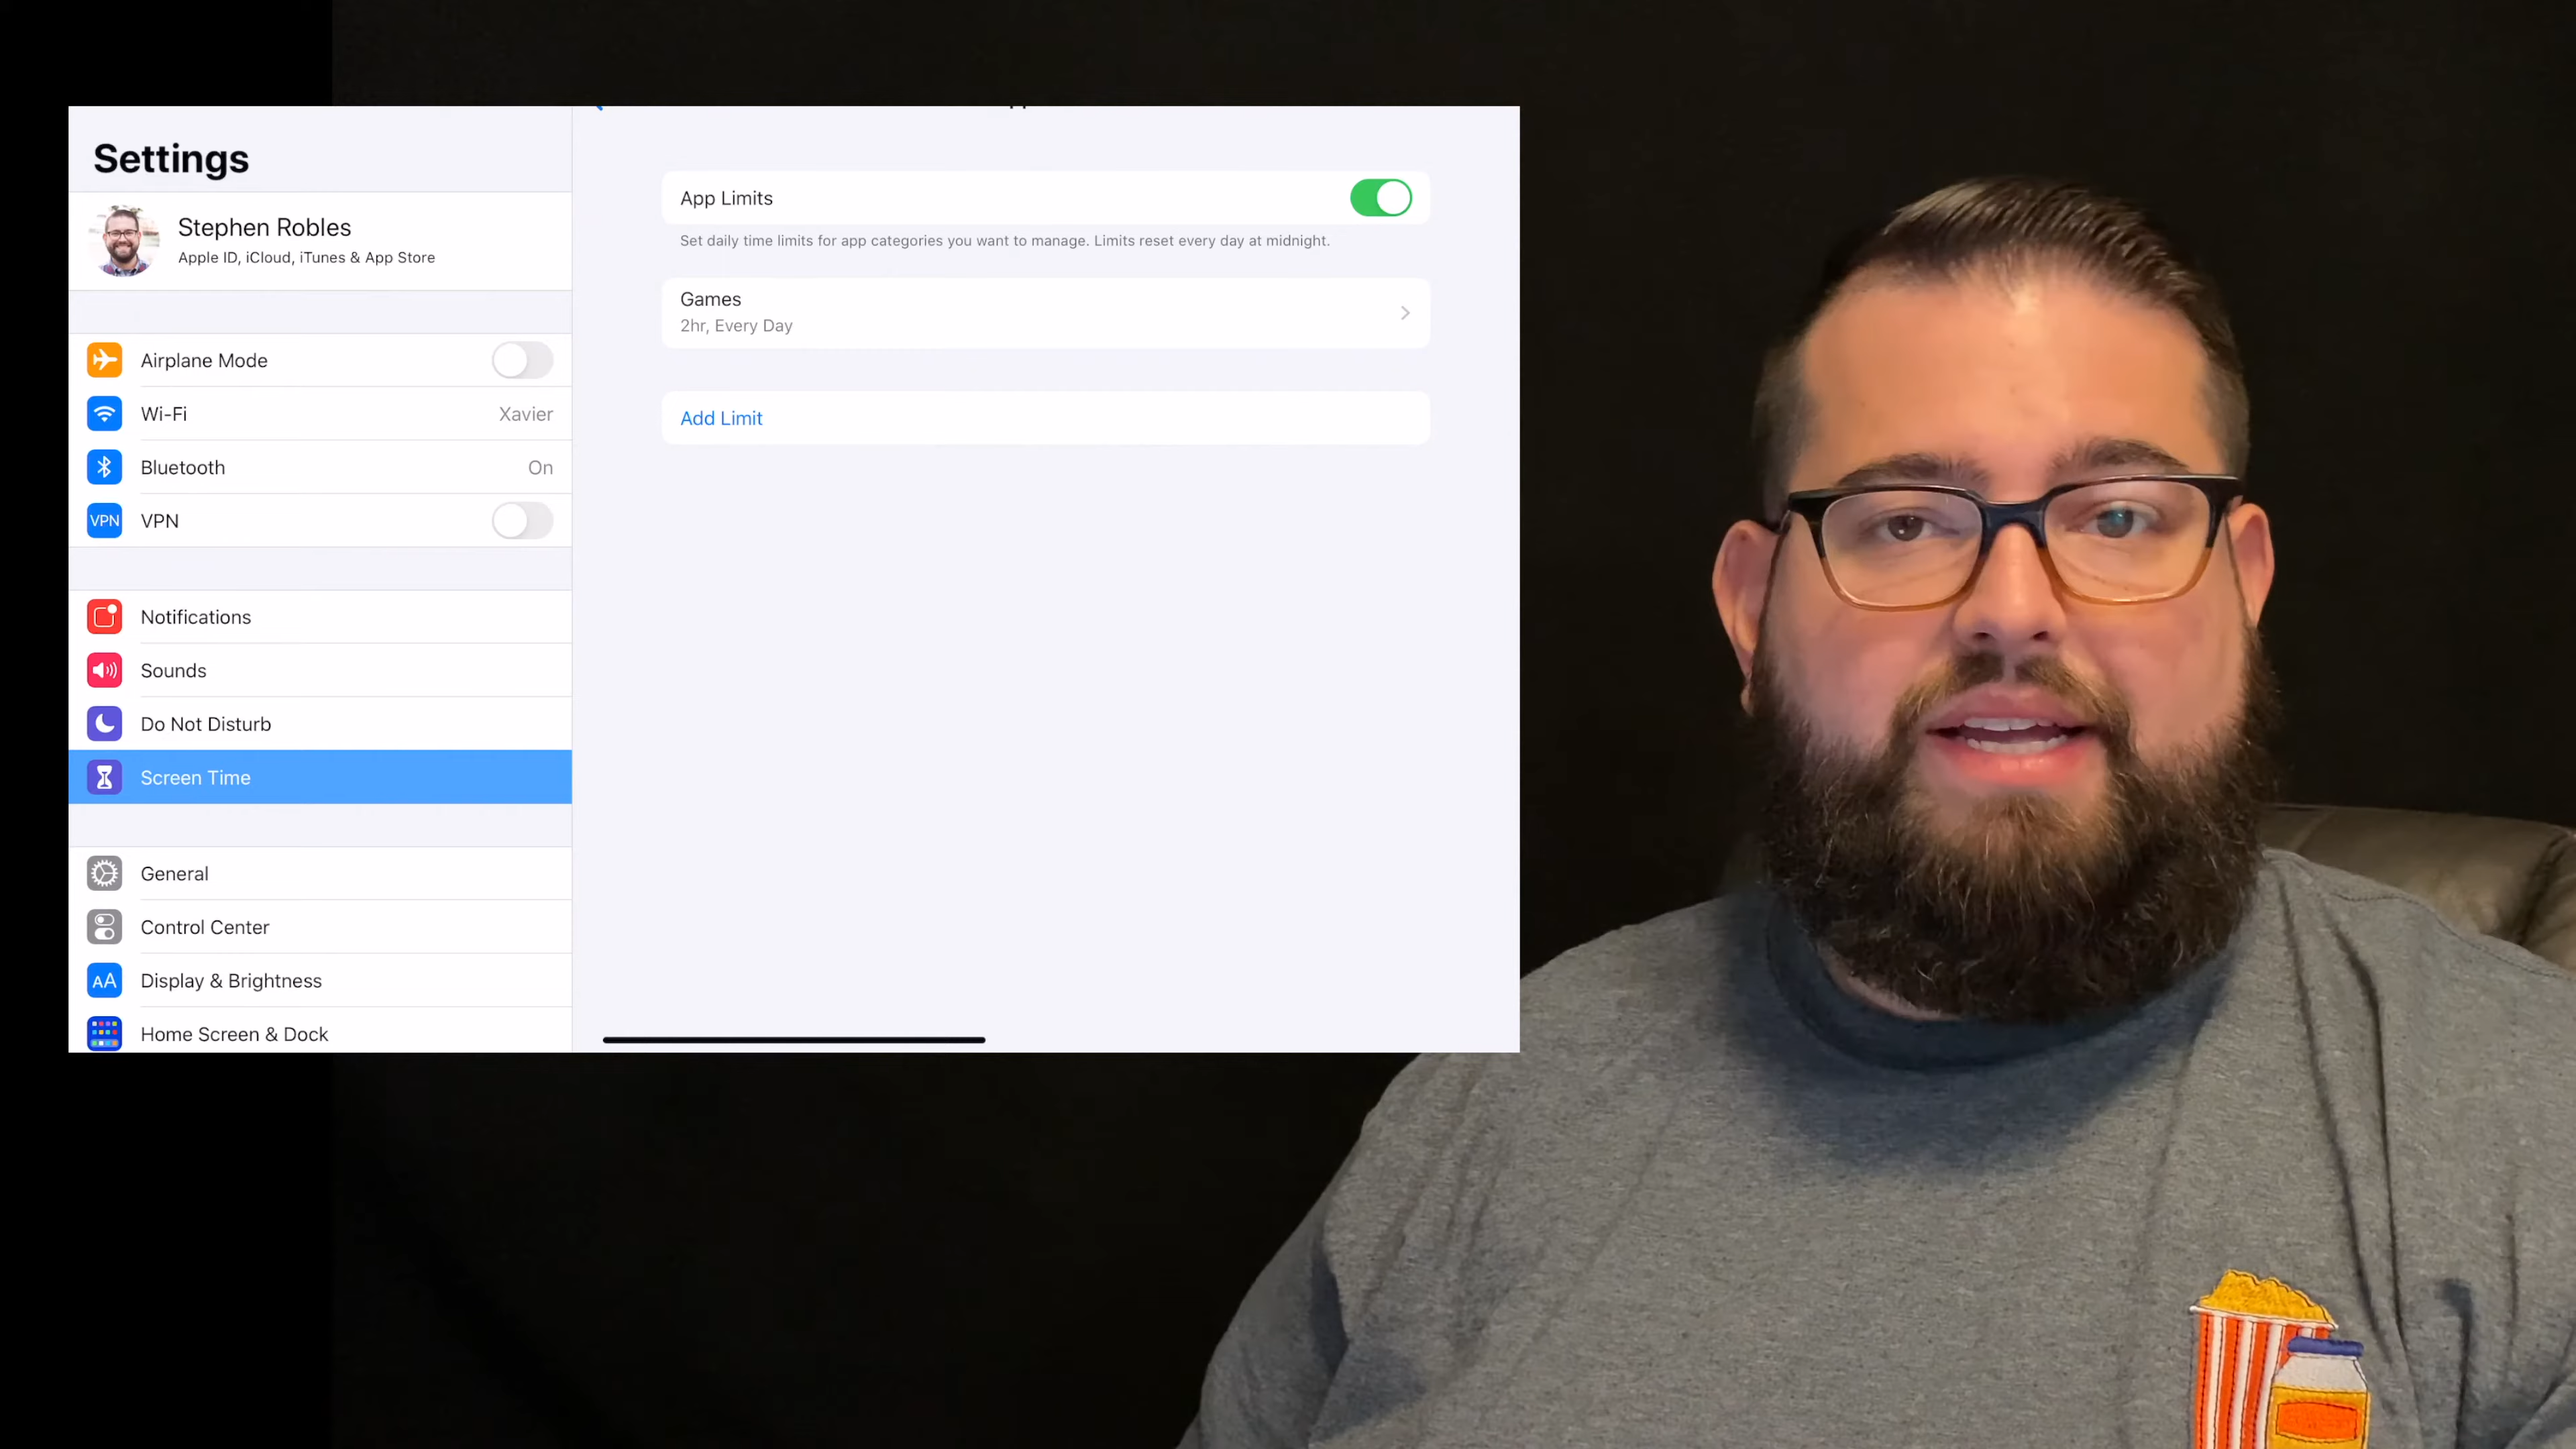 Settings
Stephen Robles
Apple ID, iCloud, iTunes & App Store
Airplane Mode
Wi-Fi
Xavier
Bluetooth
On
VPN
VPN
Notifications
Sounds
Do Not Disturb
Screen Time
General
Control Center
AA
Display & Brightness
Home Screen & Dock
App Limits
Set daily time limits for app categories you want to manage. Limits reset every day at midnight.
Games
2hr, Every Day
Add Limit